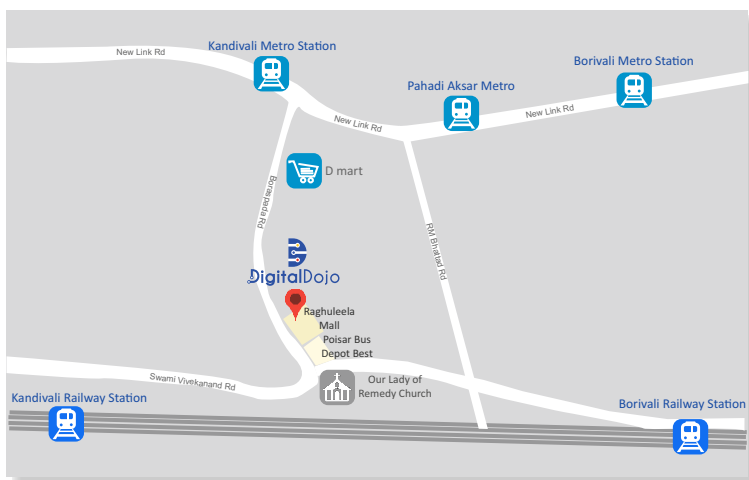 Kandivali Metro Station
New Link Rd
Borivali Metro Station
Pahadi Aksar Metro
New Link Rd
New Link Rd
D mart
Boraspada Rd
RM Bhattad Rd
DigitalDojo
Raghuleela
Mall
Poisar Bus
Depot Best
Swami Vivekanand Rd
Our Lady of
Remedy Church
Kandivali Railway Station
Borivali Railway Station